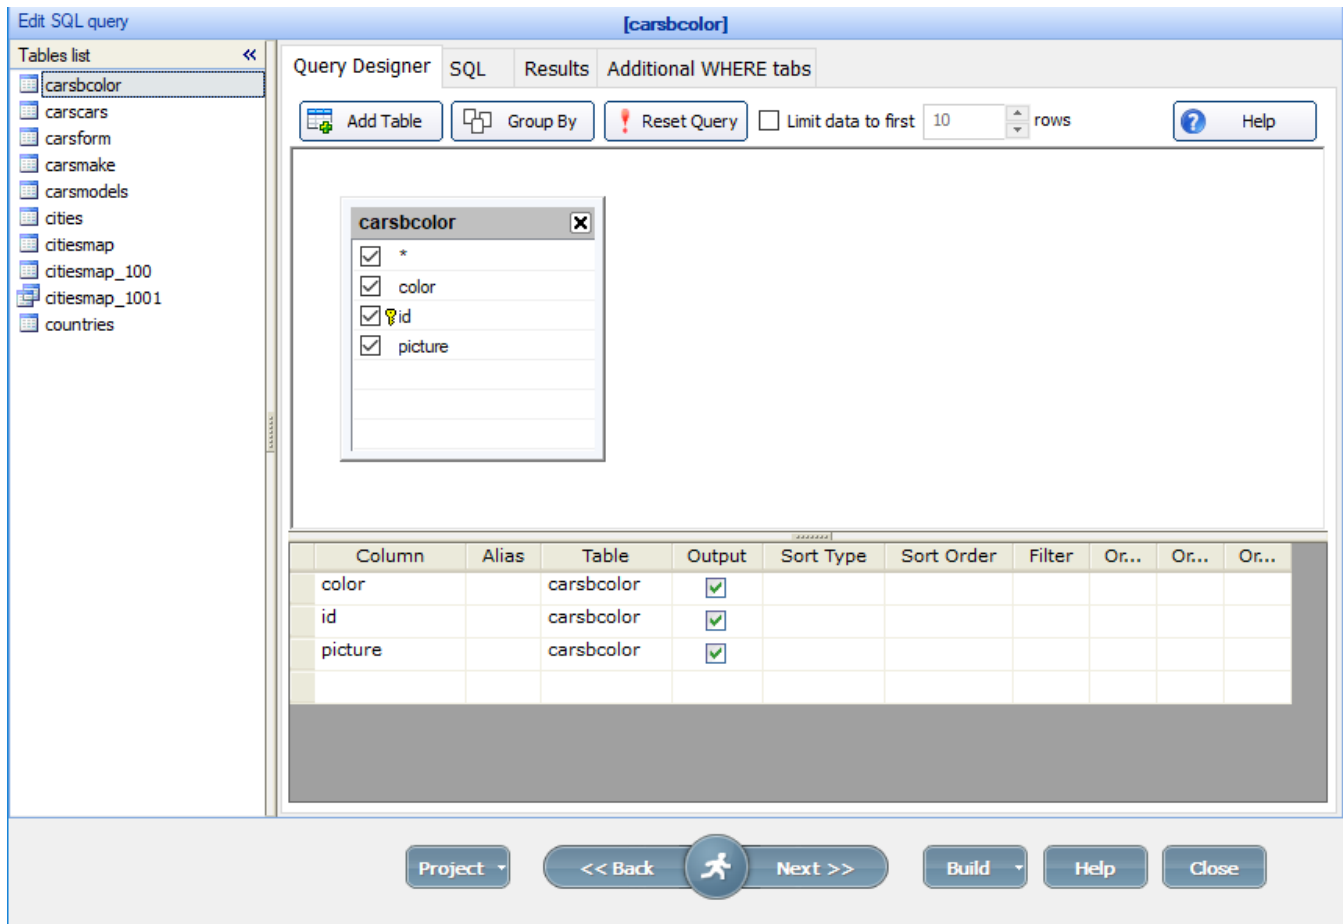 Edit SQL query
[carsbcolor]
Tables list «
carsbcolor
carscars
carsform
carsmake
carsmodels
cities
citiesmap
citiesmap_100
citiesmap_1001
countries
Query Designer SQL Results Additional WHERE tabs
Add Table Group By Reset Query Limit data to first 10 rows Help
carsbcolor
*
color
id
picture
Column Alias Table Output Sort Type Sort Order Filter Or... Or... Or...
color carsbcolor
id carsbcolor
picture carsbcolor
Project << Back Next >> Build Help Close